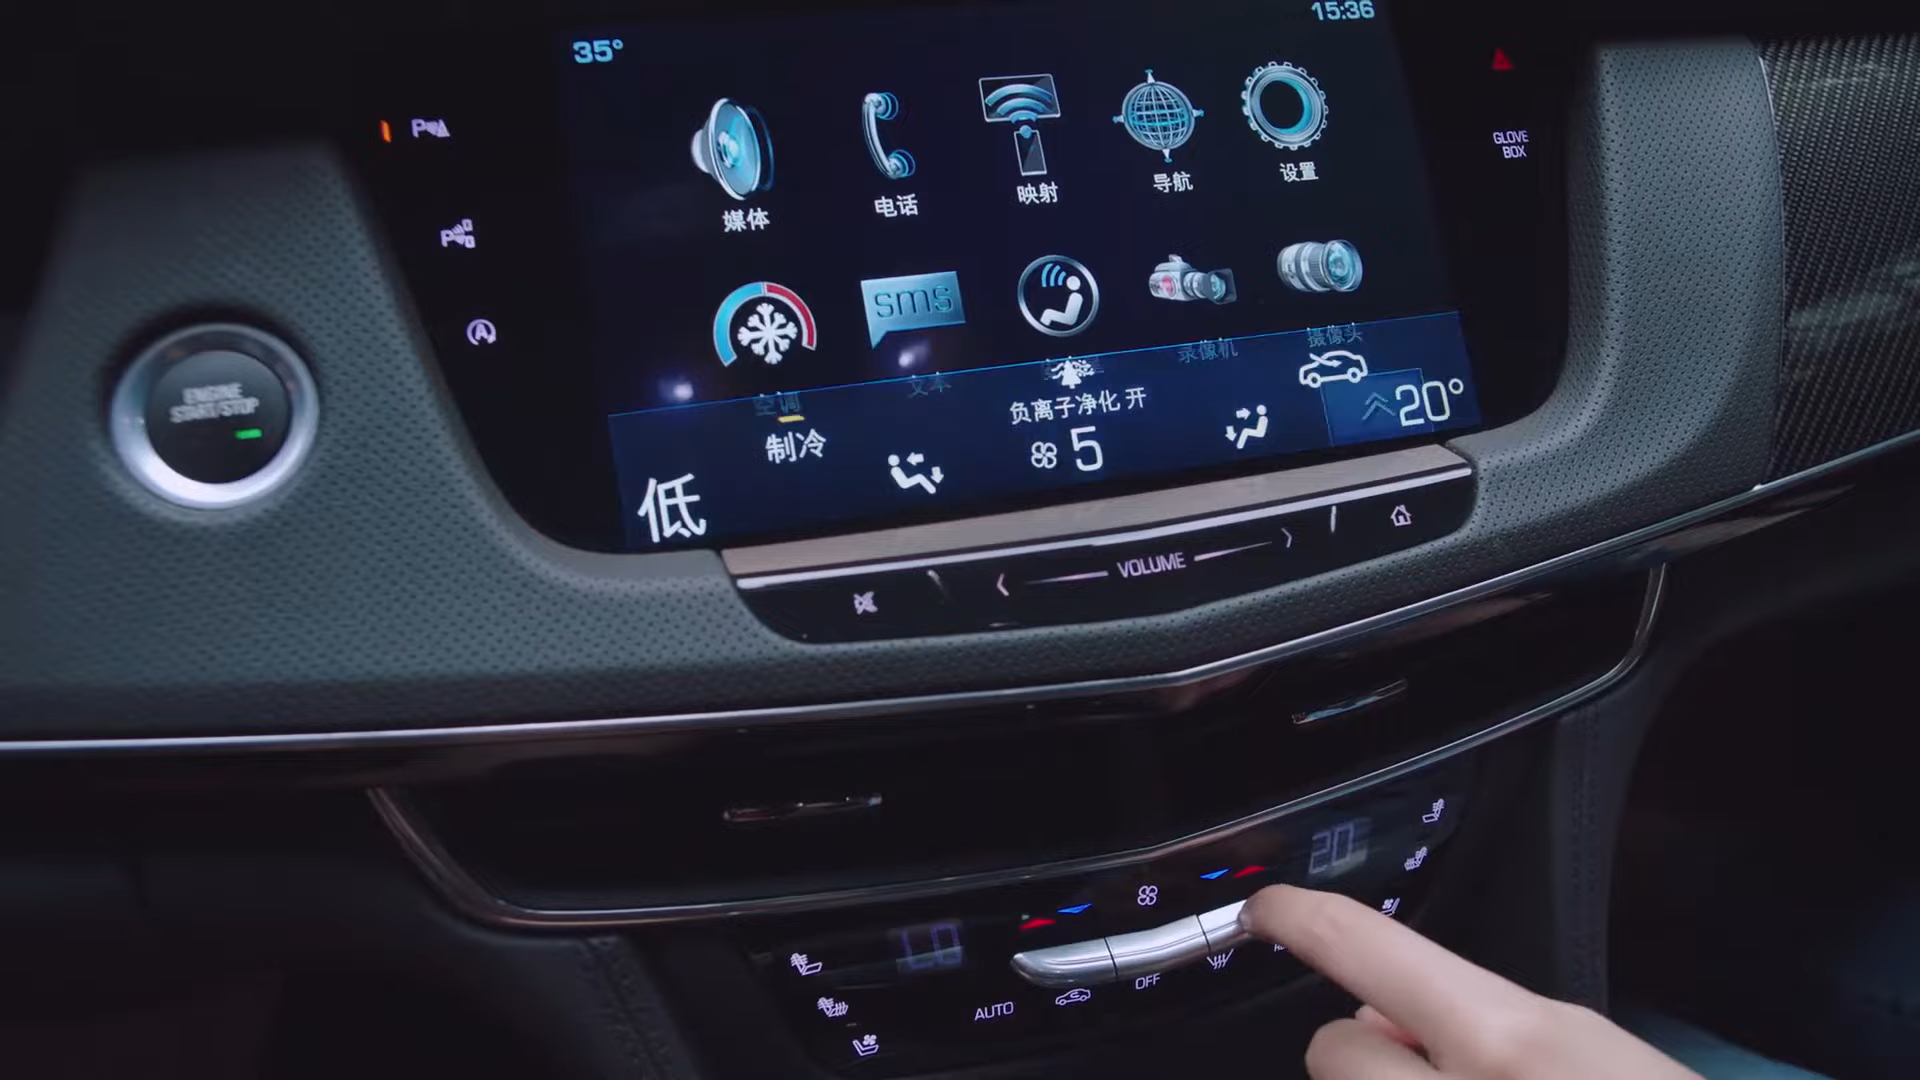 35°
15:36
媒体
电话
映射
导航
设置
GLOVE
BOX
sms
空调
文本
录像机
摄像头
负离子净化 开
制冷
低
5
20°
ENGINE
START/STOP
VOLUME
20
LO
AUTO
OFF